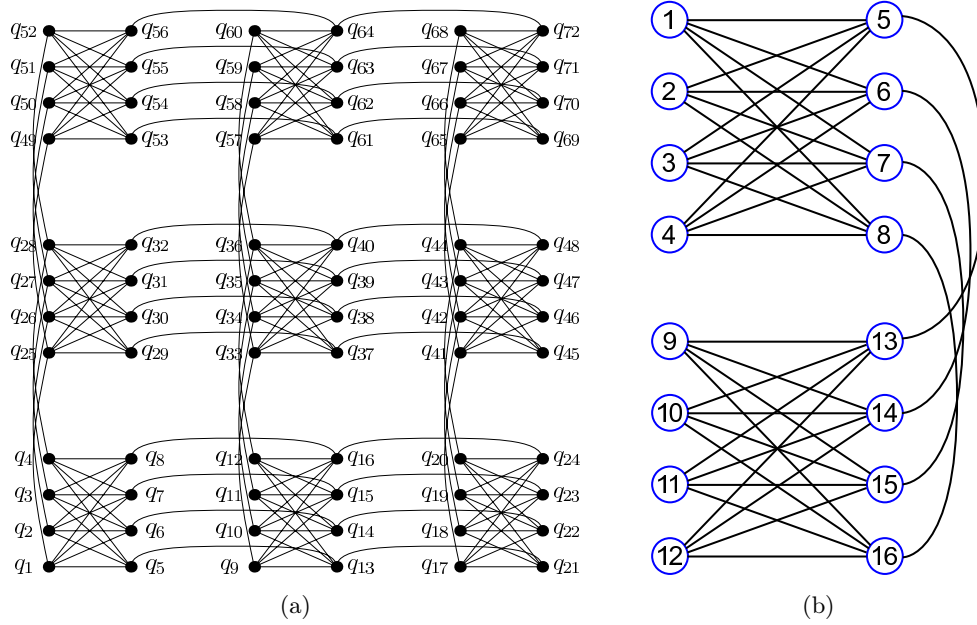 q52 q56 q60 q64 q68 q72 1 5
q51 q55 q59 q63 q67 q71
q50 q54 q58 q62 q66 q70 2 6
q49 q53 q57 q61 q65 q69
3 7
4 8
q28 q32 q36 q40 q44 q48
q27 q31 q35 q39 q43 q47
q26 q30 q34 q38 q42 q46
q25 q29 q33 q37 q41 q45 9 13
10 14
q4 q8 q12 q16 q20 q24
q3 q7 q11 q15 q19 q23 11 15
q2 q6 q10 q14 q18 q22
q1 q5 q9 q13 q17 q21 12 16
(a) (b)